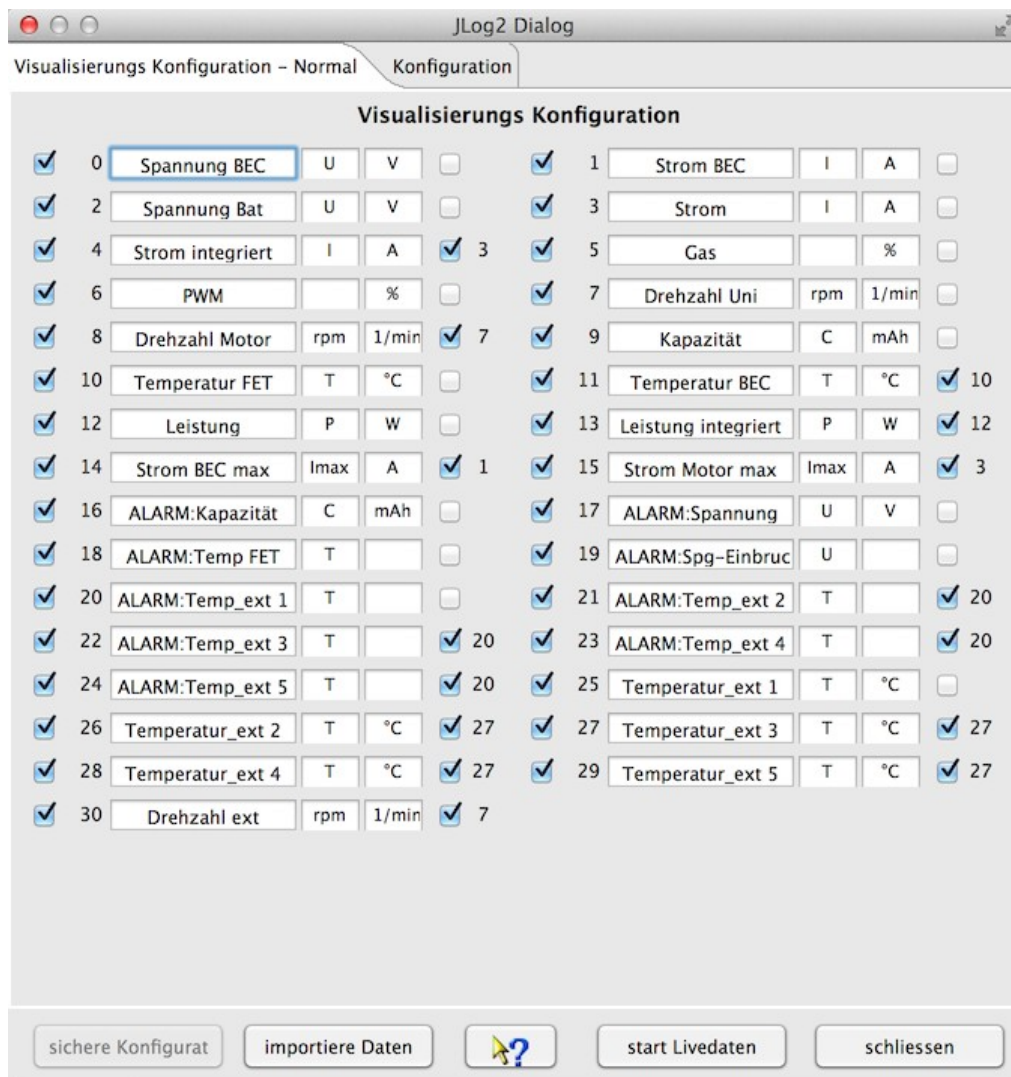 JLog2 Dialog
Visualisierungs Konfiguration – Normal Konfiguration
Visualisierungs Konfiguration
0 Spannung BEC U V 1 Strom BEC I A
2 Spannung Bat U V 3 Strom I A
4 Strom integriert I A 3 5 Gas %
6 PWM % 7 Drehzahl Uni rpm 1/min
8 Drehzahl Motor rpm 1/min 7 9 Kapazität C mAh
10 Temperatur FET T °C 11 Temperatur BEC T °C 10
12 Leistung P W 13 Leistung integriert P W 12
14 Strom BEC max Imax A 1 15 Strom Motor max Imax A 3
16 ALARM:Kapazität C mAh 17 ALARM:Spannung U V
18 ALARM:Temp FET T 19 ALARM:Spg-Einbruc U
20 ALARM:Temp_ext 1 T 21 ALARM:Temp_ext 2 T 20
22 ALARM:Temp_ext 3 T 20 23 ALARM:Temp_ext 4 T 20
24 ALARM:Temp_ext 5 T 20 25 Temperatur_ext 1 T °C
26 Temperatur_ext 2 T °C 27 27 Temperatur_ext 3 T °C 27
28 Temperatur_ext 4 T °C 27 29 Temperatur_ext 5 T °C 27
30 Drehzahl ext rpm 1/min 7
sichere Konfigurat importiere Daten ? start Livedaten schliessen